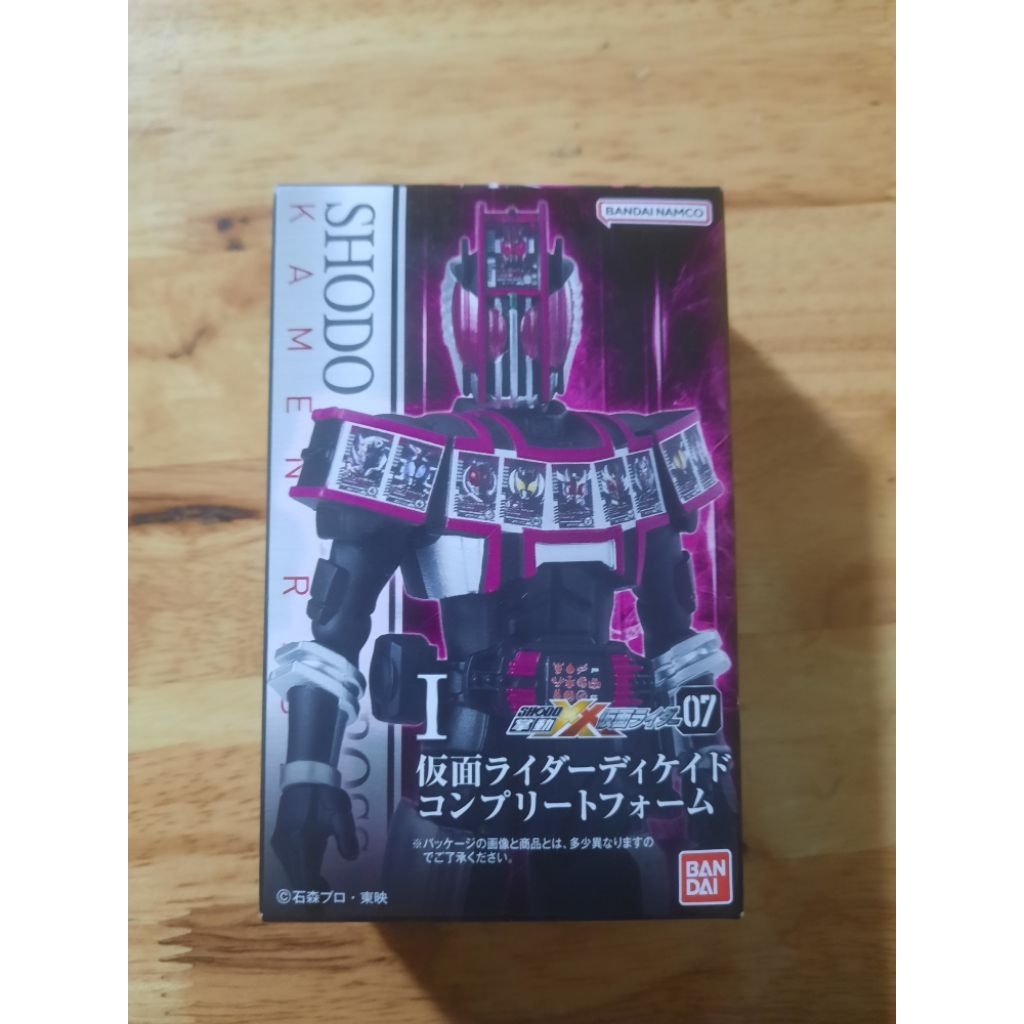 BANDAI NAMCO
SHODO
KAMEN R
I
SHODO
掌動 XX 仮面ライダー 07
仮面ライダーディケイド
コンプリートフォーム
※パッケージの画像と商品とは、多少異なりますの
でご了承ください。
BAN
DAI
©石森プロ・東映